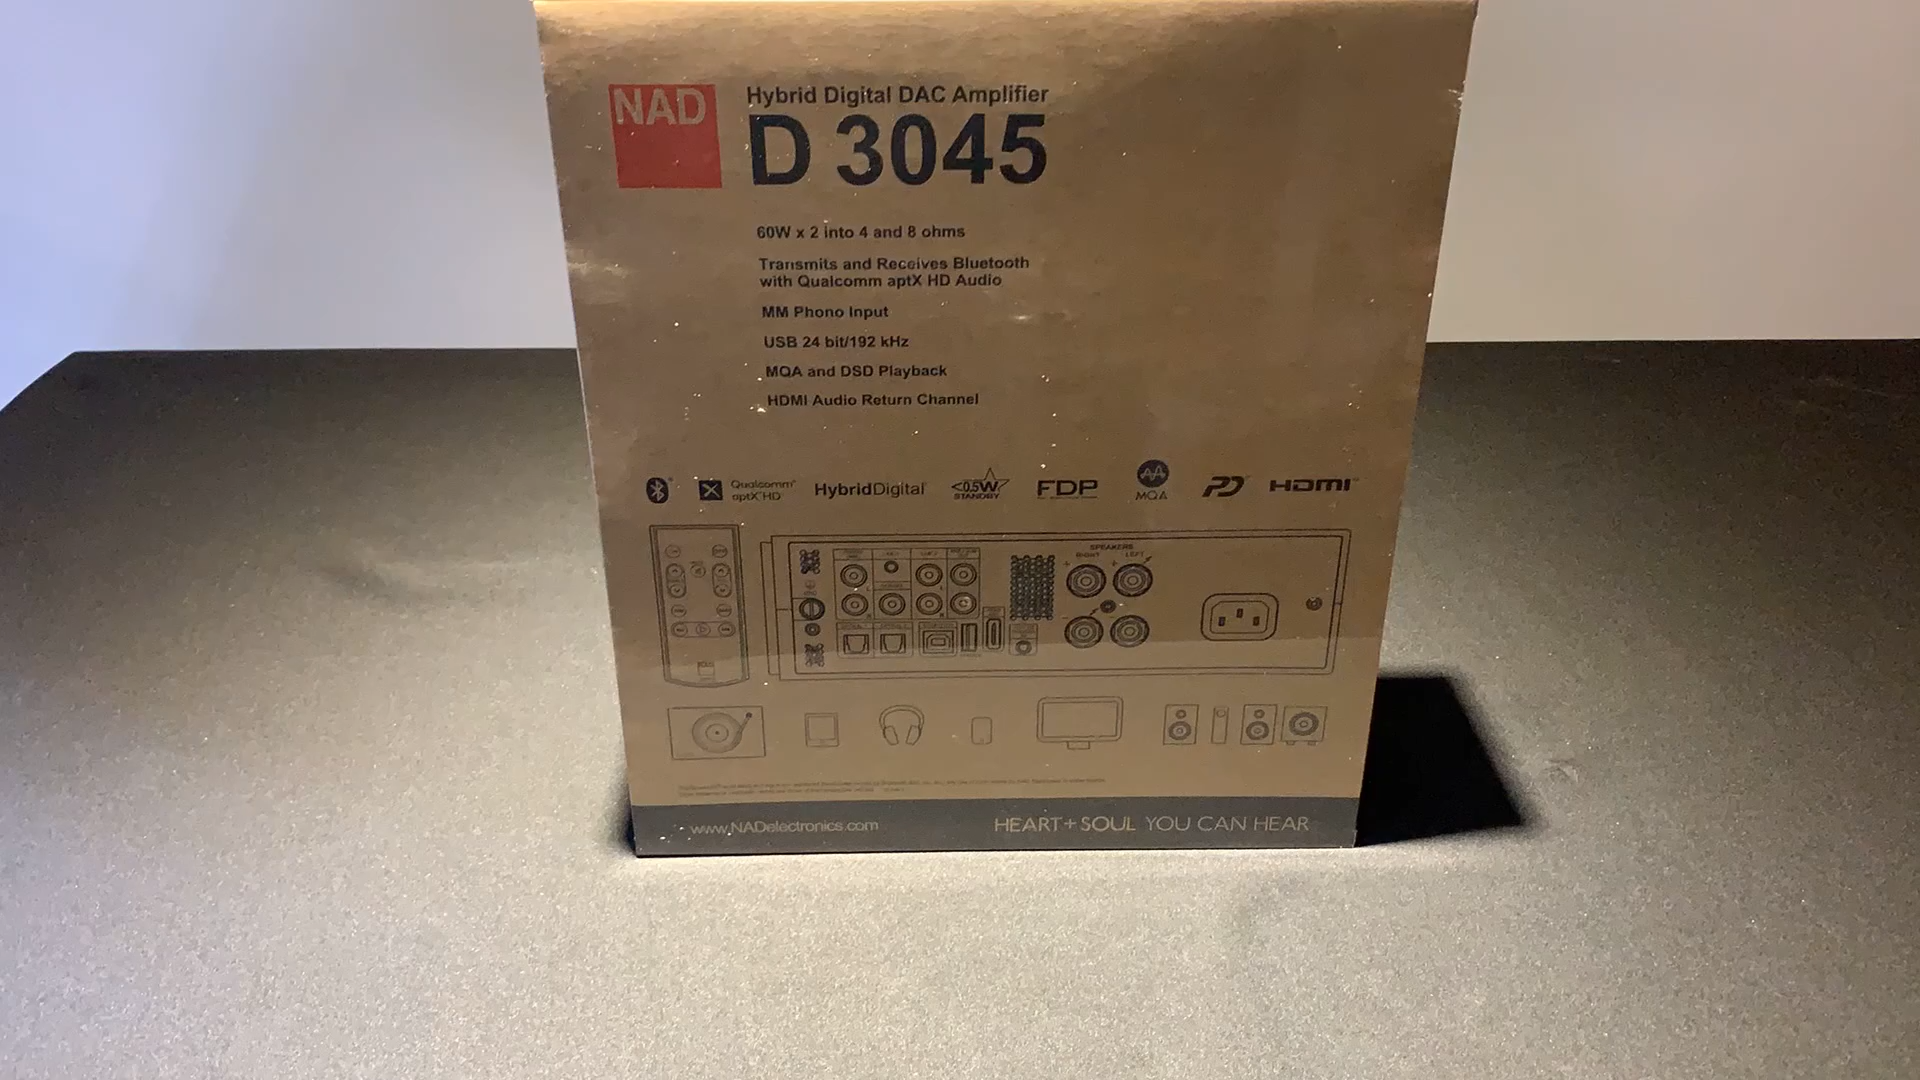 NAD
Hybrid Digital DAC Amplifier
D 3045
60W x 2 into 4 and 8 ohms
Transmits and Receives Bluetooth
with Qualcomm aptX HD Audio
MM Phono Input
USB 24 bit/192 kHz
MQA and DSD Playback
HDMI Audio Return Channel
Qualcomm®
aptX™ HD
HybridDigital
<0.5W
STANDBY
FDP
MQA
HDMI
SPEAKERS
RIGHT LEFT
www.NADelectronics.com
HEART+SOUL YOU CAN HEAR